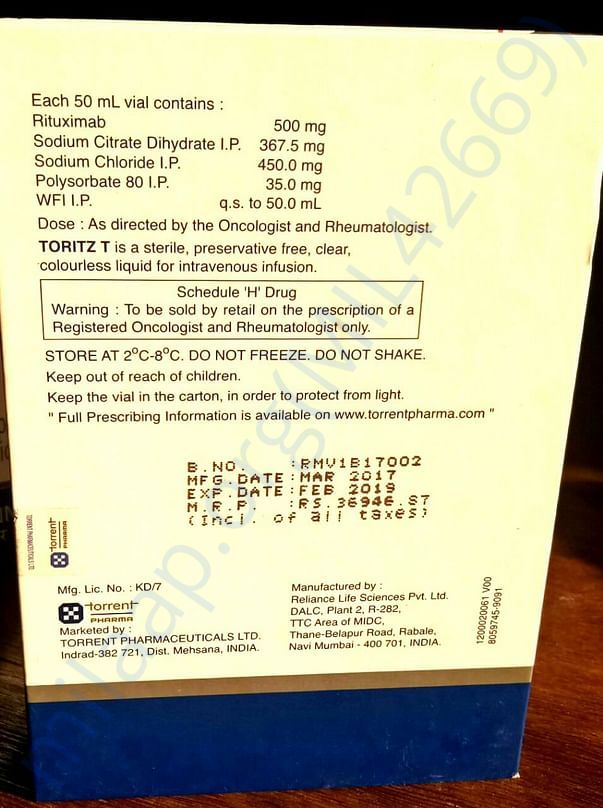 Each 50 mL vial contains :
Rituximab 500 mg
Sodium Citrate Dihydrate I.P. 367.5 mg
Sodium Chloride I.P. 450.0 mg
Polysorbate 80 I.P. 35.0 mg
WFI I.P. q.s. to 50.0 mL
Dose : As directed by the Oncologist and Rheumatologist.
TORITZ T is a sterile, preservative free, clear,
colourless liquid for intravenous infusion.
Schedule 'H' Drug
Warning : To be sold by retail on the prescription of a
Registered Oncologist and Rheumatologist only.
STORE AT 2°C-8°C. DO NOT FREEZE. DO NOT SHAKE.
Keep out of reach of children.
Keep the vial in the carton, in order to protect from light.
" Full Prescribing Information is available on www.torrentpharma.com "
B.NO. :RMV1B17002
MFG.DATE:MAR 2017
EXP.DATE:FEB 2019
M.R.P. :RS.36946.87
(Incl. of all taxes)
torrent
PHARMA
TORRENT PHARMACEUTICALS LTD.
Mfg. Lic. No. : KD/7
torrent
PHARMA
Marketed by :
TORRENT PHARMACEUTICALS LTD.
Indrad-382 721, Dist. Mehsana, INDIA.
Manufactured by :
Reliance Life Sciences Pvt. Ltd.
DALC, Plant 2, R-282,
TTC Area of MIDC,
Thane-Belapur Road, Rabale,
Navi Mumbai - 400 701, INDIA.
1200020061 V00
8059745-9091
milaap.org(MIL42669)